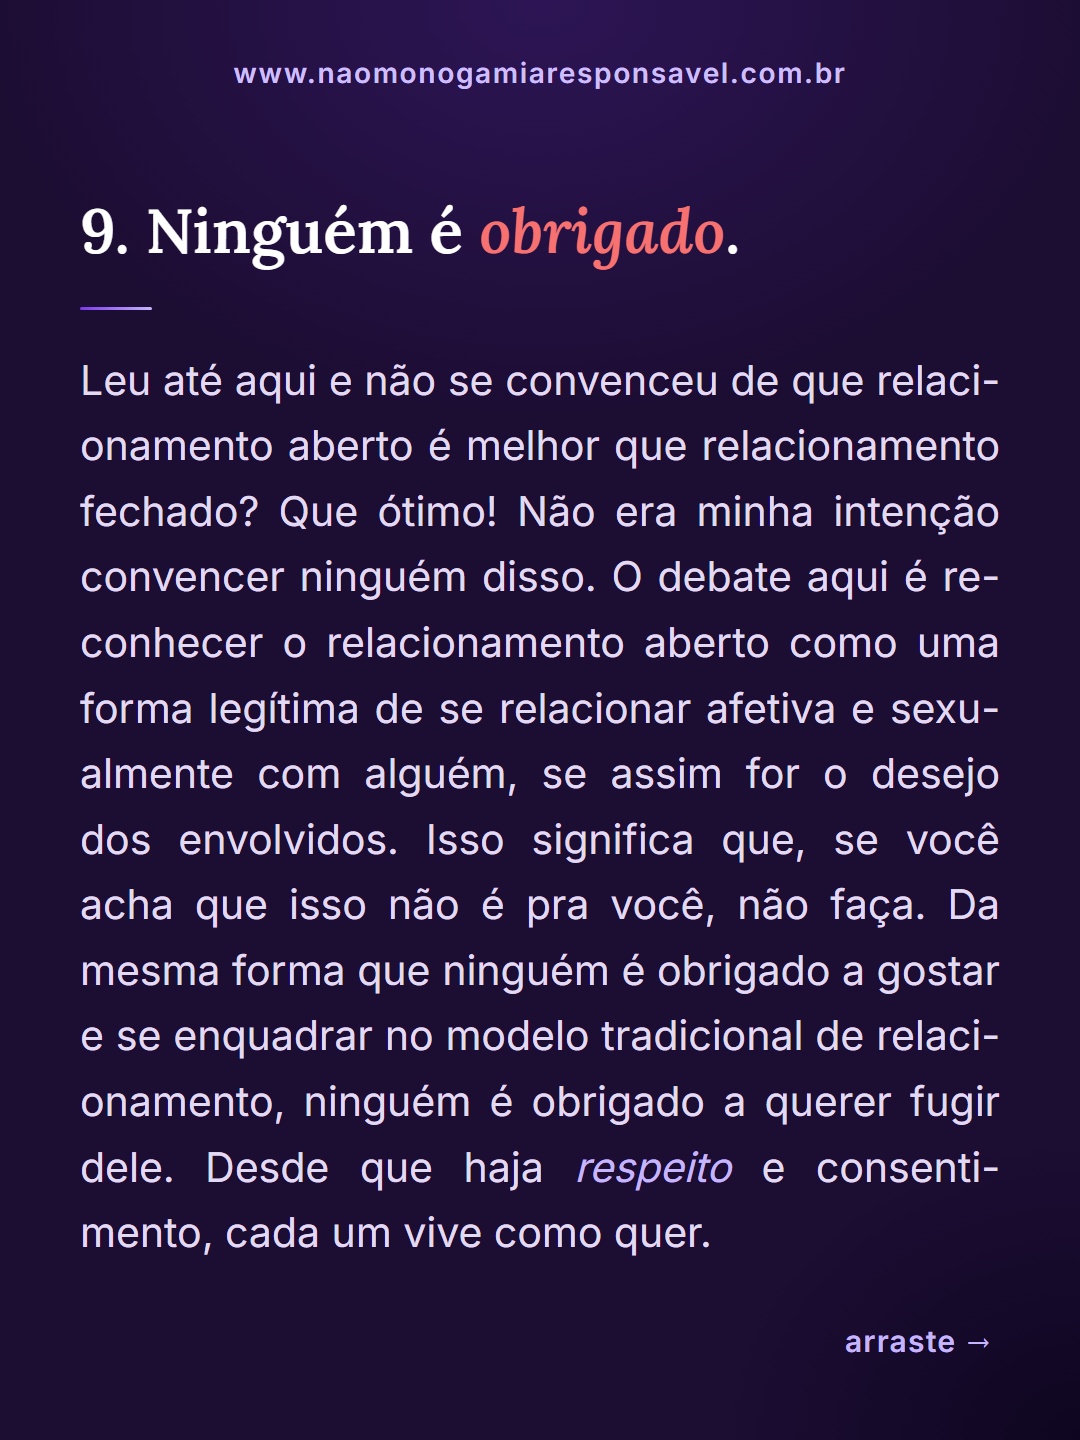 www.naomonogamiaresponsavel.com.br
9. Ninguém é obrigado.
Leu até aqui e não se convenceu de que relaci-
onamento aberto é melhor que relacionamento
fechado? Que ótimo! Não era minha intenção
convencer ninguém disso. O debate aqui é re-
conhecer o relacionamento aberto como uma
forma legítima de se relacionar afetiva e sexu-
almente com alguém, se assim for o desejo
dos envolvidos. Isso significa que, se você
acha que isso não é pra você, não faça. Da
mesma forma que ninguém é obrigado a gostar
e se enquadrar no modelo tradicional de relaci-
onamento, ninguém é obrigado a querer fugir
dele. Desde que haja respeito e consenti-
mento, cada um vive como quer.
arraste →